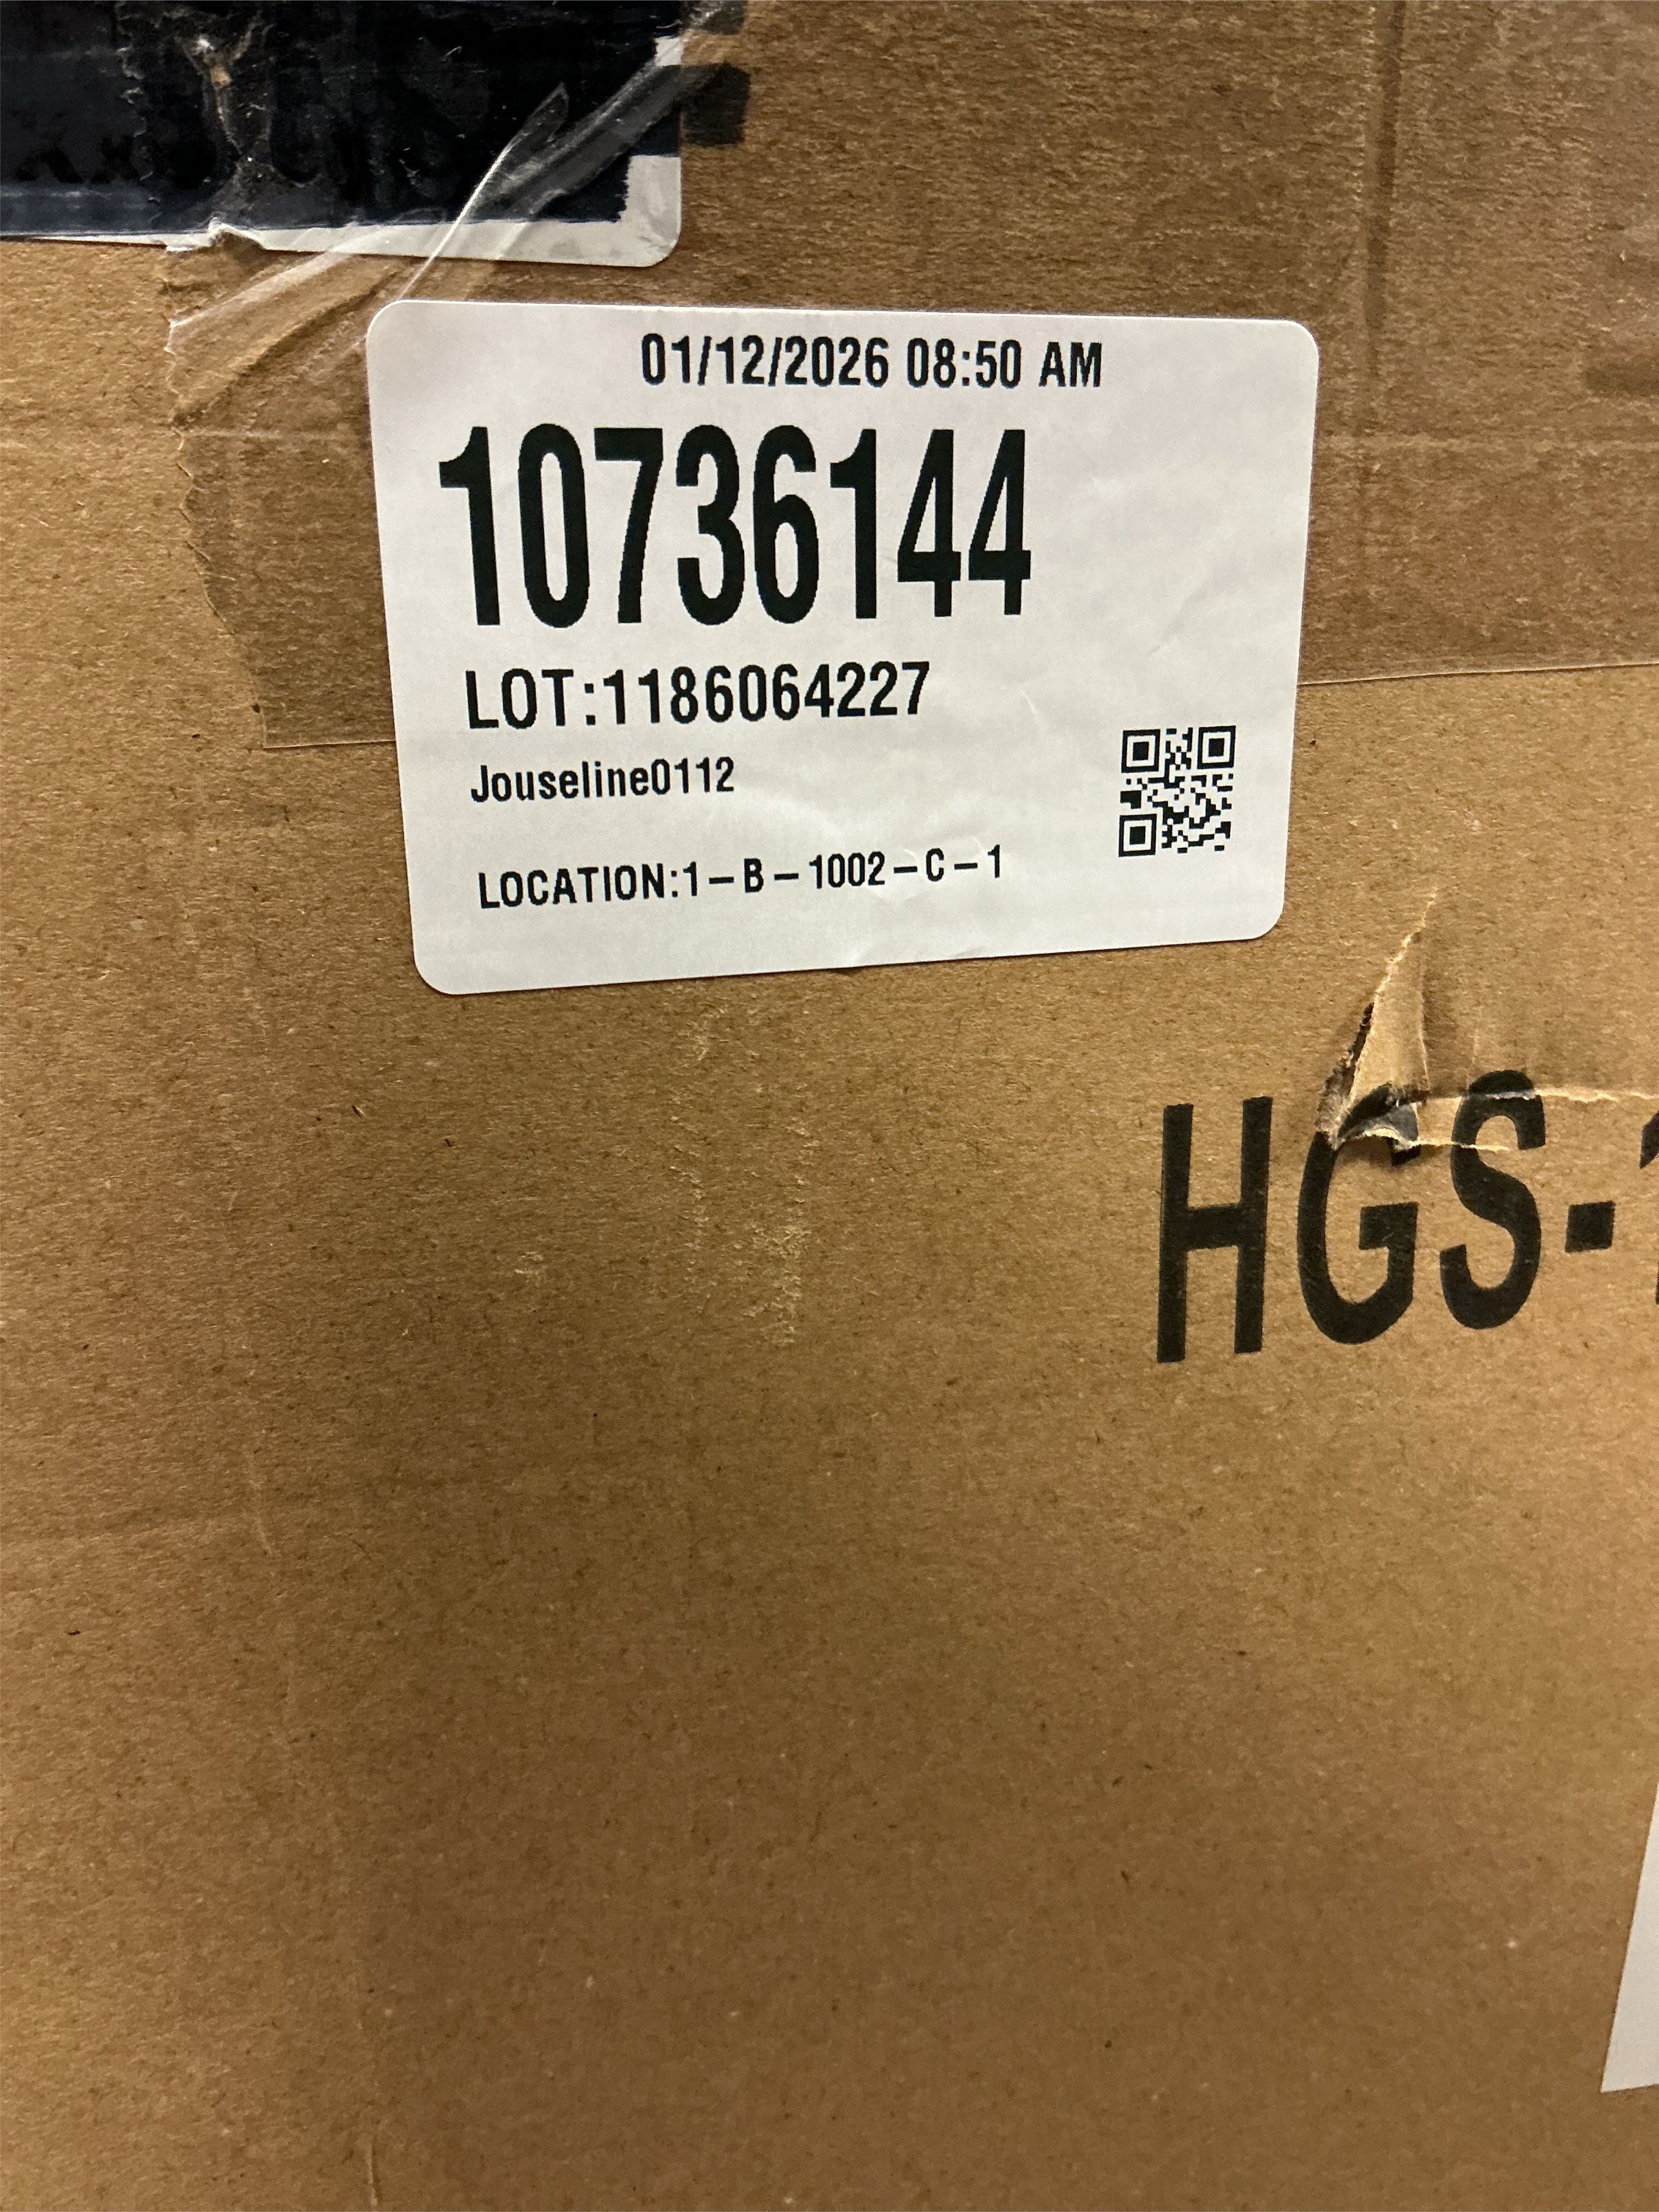 01/12/2026 08:50 AM
10736144
LOT:1186064227
Jouseline0112
LOCATION:1-B-1002-C-1
HGS-